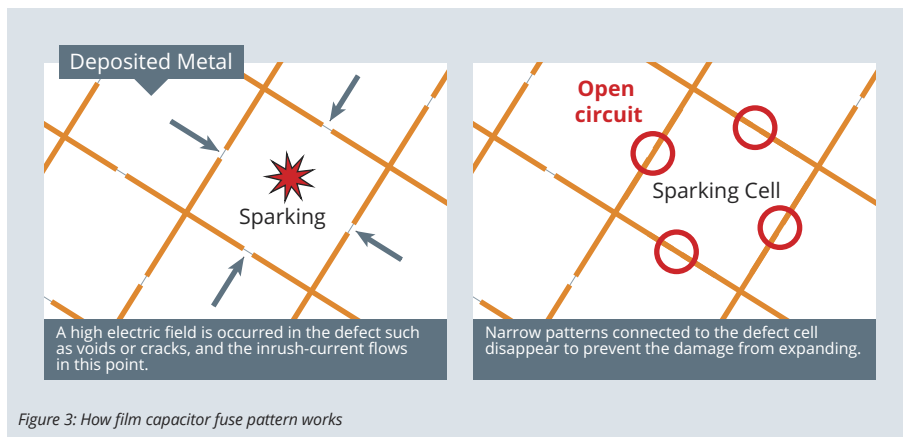 Deposited Metal
Sparking
A high electric field is occurred in the defect such
as voids or cracks, and the inrush-current flows
in this point.
Open
circuit
Sparking Cell
Narrow patterns connected to the defect cell
disappear to prevent the damage from expanding.
Figure 3: How film capacitor fuse pattern works